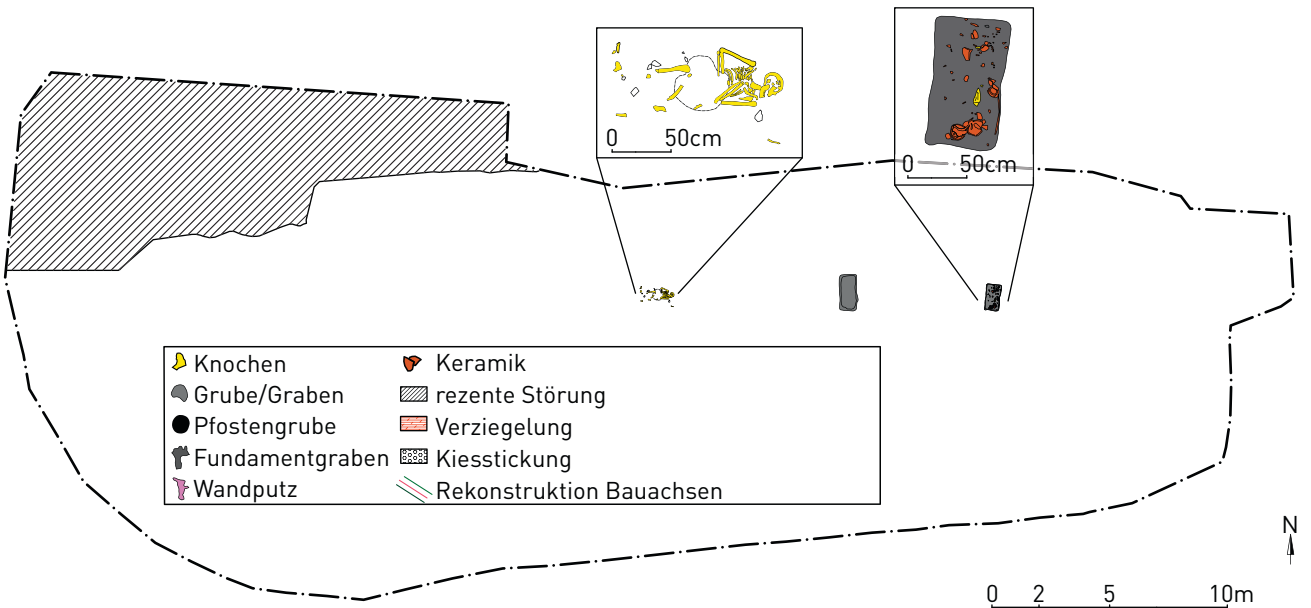 0 50cm
0 50cm
Knochen
Grube/Graben
Pfostengrube
Fundamentgraben
Wandputz
Keramik
rezente Störung
Verziegelung
Kiesstickung
Rekonstruktion Bauachsen
N
0 2 5 10m